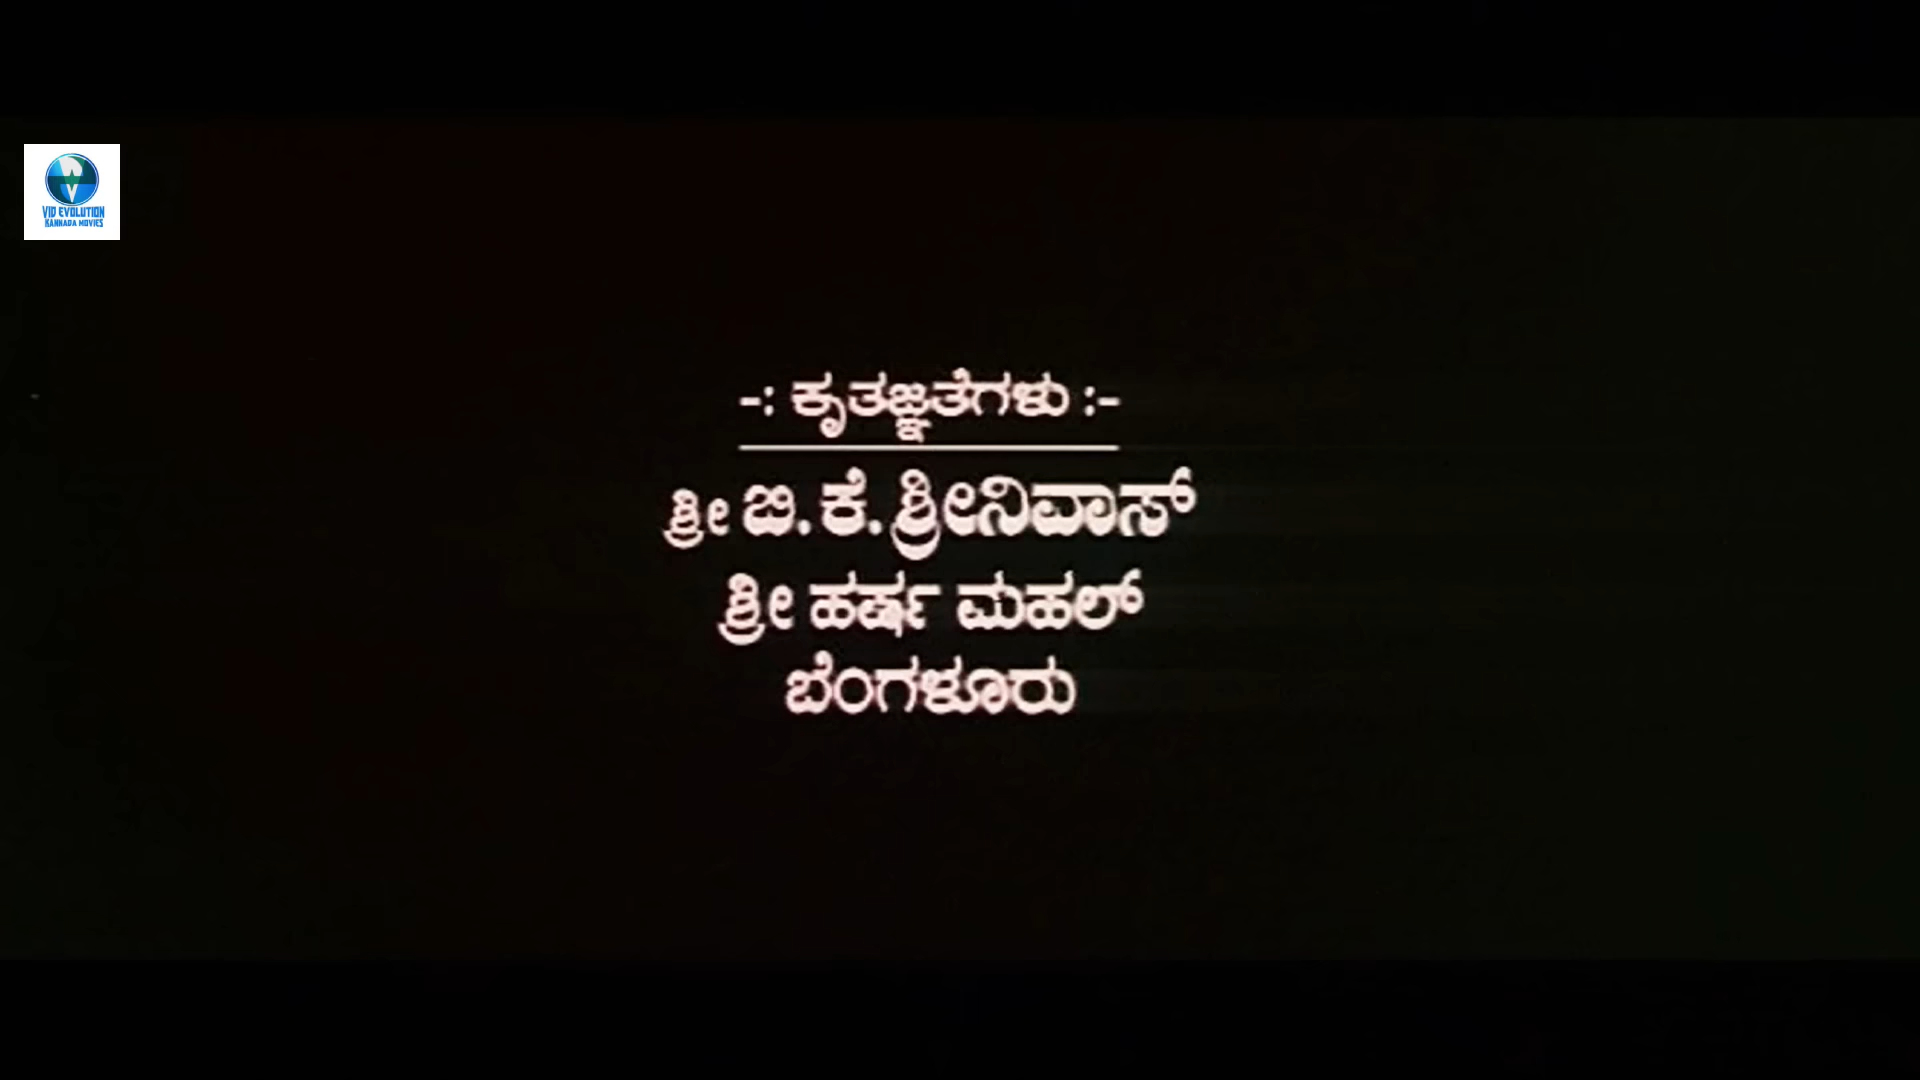 VID EVOLUTION
KANNADA MOVIES
-: ಕೃತಜ್ಞತೆಗಳು :-
ಶ್ರೀ ಬಿ.ಕೆ.ಶ್ರೀನಿವಾಸ್
ಶ್ರೀ ಹರ್ಷ ಮಹಲ್
ಬೆಂಗಳೂರು